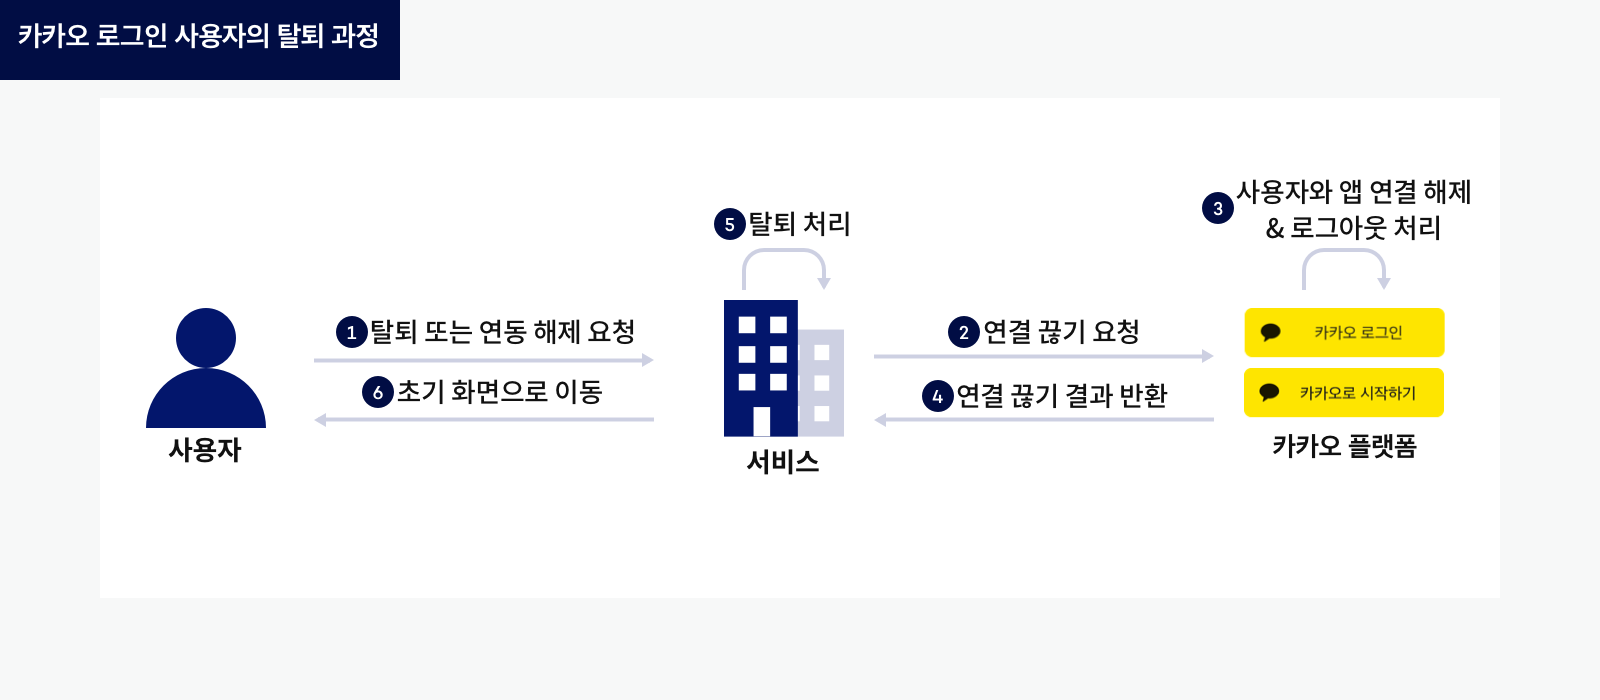 카카오 로그인 사용자의 탈퇴 과정
3 사용자와 앱 연결 해제
& 로그아웃 처리
5 탈퇴 처리
1 탈퇴 또는 연동 해제 요청
2 연결 끊기 요청
카카오 로그인
6 초기 화면으로 이동
4 연결 끊기 결과 반환
카카오로 시작하기
사용자
서비스
카카오 플랫폼